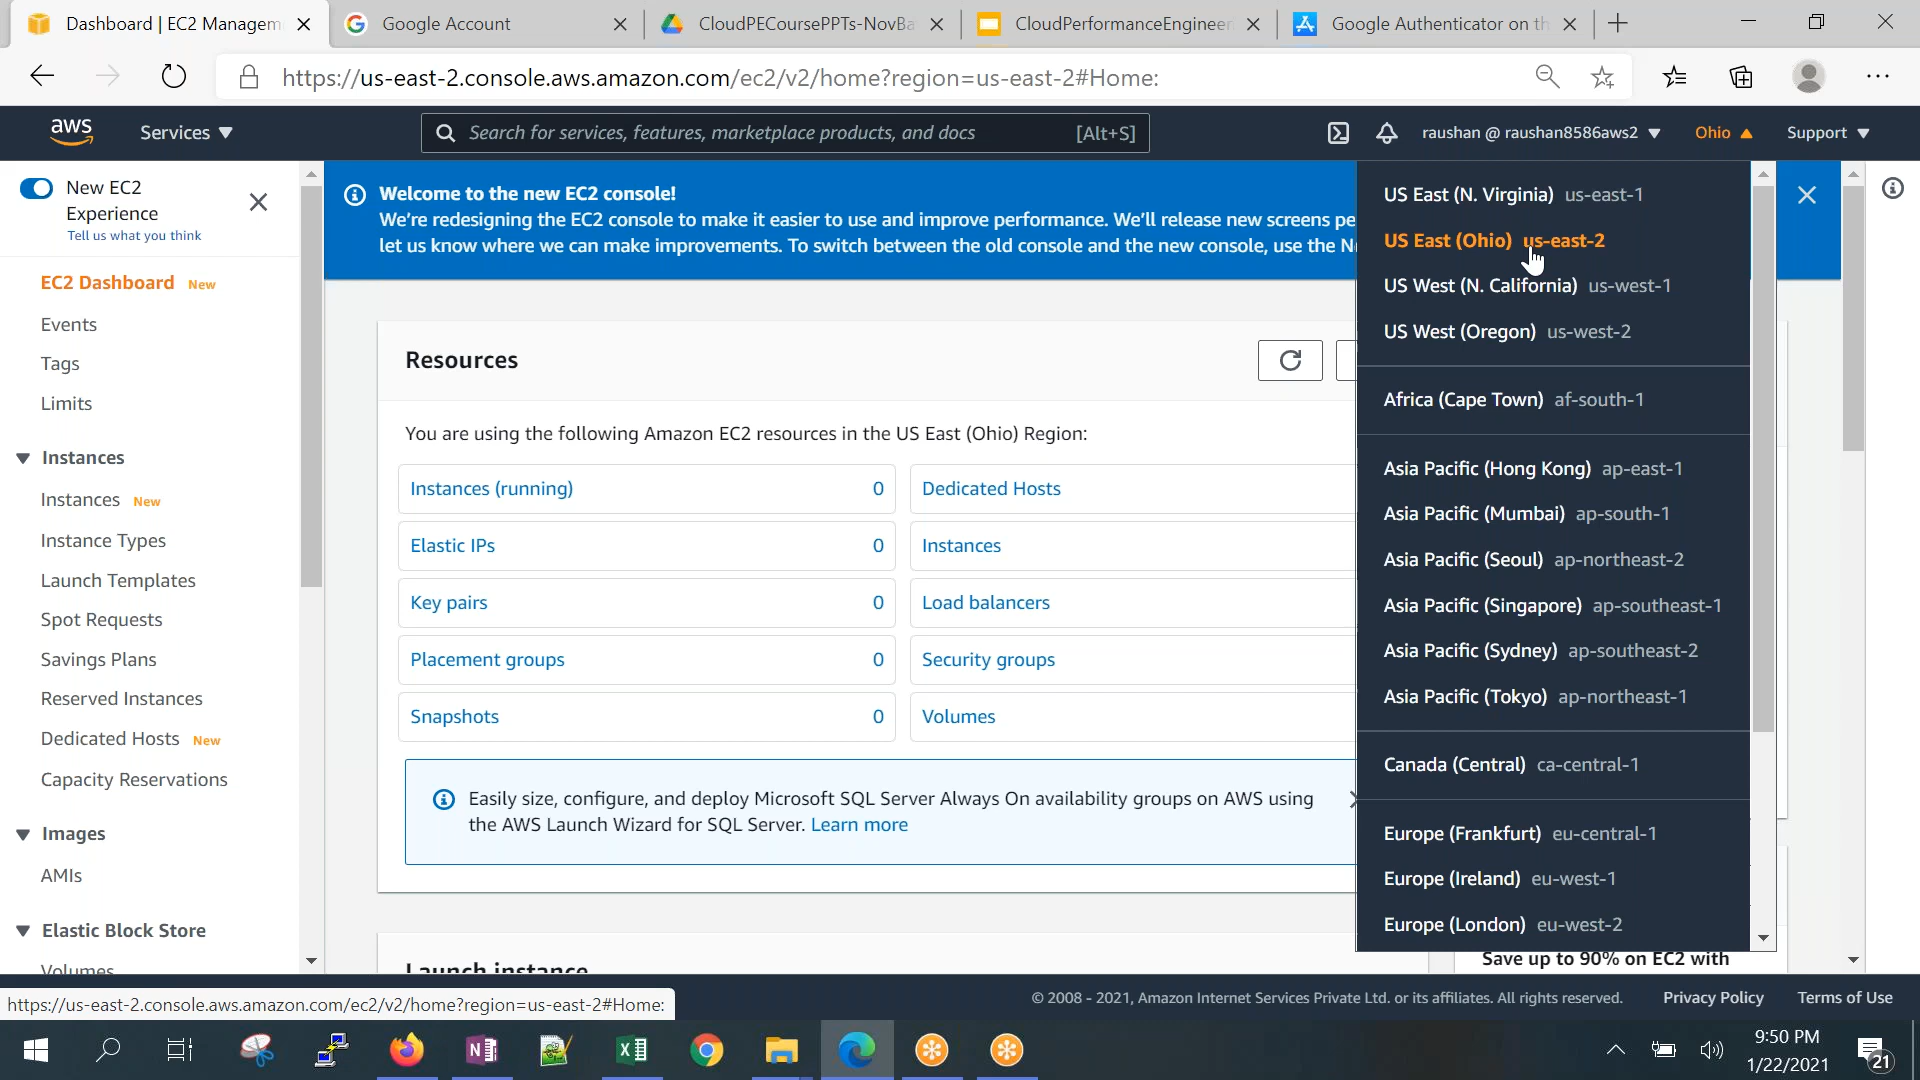 Dashboard | EC2 Managem
Google Account
CloudPECoursePPTs-NovBa
CloudPerformanceEngineer
Google Authenticator on th
https://us-east-2.console.aws.amazon.com/ec2/v2/home?region=us-east-2#Home:
aws
Services
Search for services, features, marketplace products, and docs
[Alt+S]
raushan @ raushan8586aws2
Ohio
Support
New EC2
Experience
Tell us what you think
EC2 Dashboard New
Events
Tags
Limits
Instances
Instances New
Instance Types
Launch Templates
Spot Requests
Savings Plans
Reserved Instances
Dedicated Hosts New
Capacity Reservations
Images
AMIs
Elastic Block Store
Volumes
Welcome to the new EC2 console!
We're redesigning the EC2 console to make it easier to use and improve performance. We'll release new screens pe
let us know where we can make improvements. To switch between the old console and the new console, use the N
Resources
You are using the following Amazon EC2 resources in the US East (Ohio) Region:
Instances (running) 0
Dedicated Hosts
Elastic IPs 0
Instances
Key pairs 0
Load balancers
Placement groups 0
Security groups
Snapshots 0
Volumes
Easily size, configure, and deploy Microsoft SQL Server Always On availability groups on AWS using
the AWS Launch Wizard for SQL Server. Learn more
Launch instance
Save up to 90% on EC2 with
US East (N. Virginia) us-east-1
US East (Ohio) us-east-2
US West (N. California) us-west-1
US West (Oregon) us-west-2
Africa (Cape Town) af-south-1
Asia Pacific (Hong Kong) ap-east-1
Asia Pacific (Mumbai) ap-south-1
Asia Pacific (Seoul) ap-northeast-2
Asia Pacific (Singapore) ap-southeast-1
Asia Pacific (Sydney) ap-southeast-2
Asia Pacific (Tokyo) ap-northeast-1
Canada (Central) ca-central-1
Europe (Frankfurt) eu-central-1
Europe (Ireland) eu-west-1
Europe (London) eu-west-2
https://us-east-2.console.aws.amazon.com/ec2/v2/home?region=us-east-2#Home:
© 2008 - 2021, Amazon Internet Services Private Ltd. or its affiliates. All rights reserved.
Privacy Policy
Terms of Use
9:50 PM
1/22/2021
21